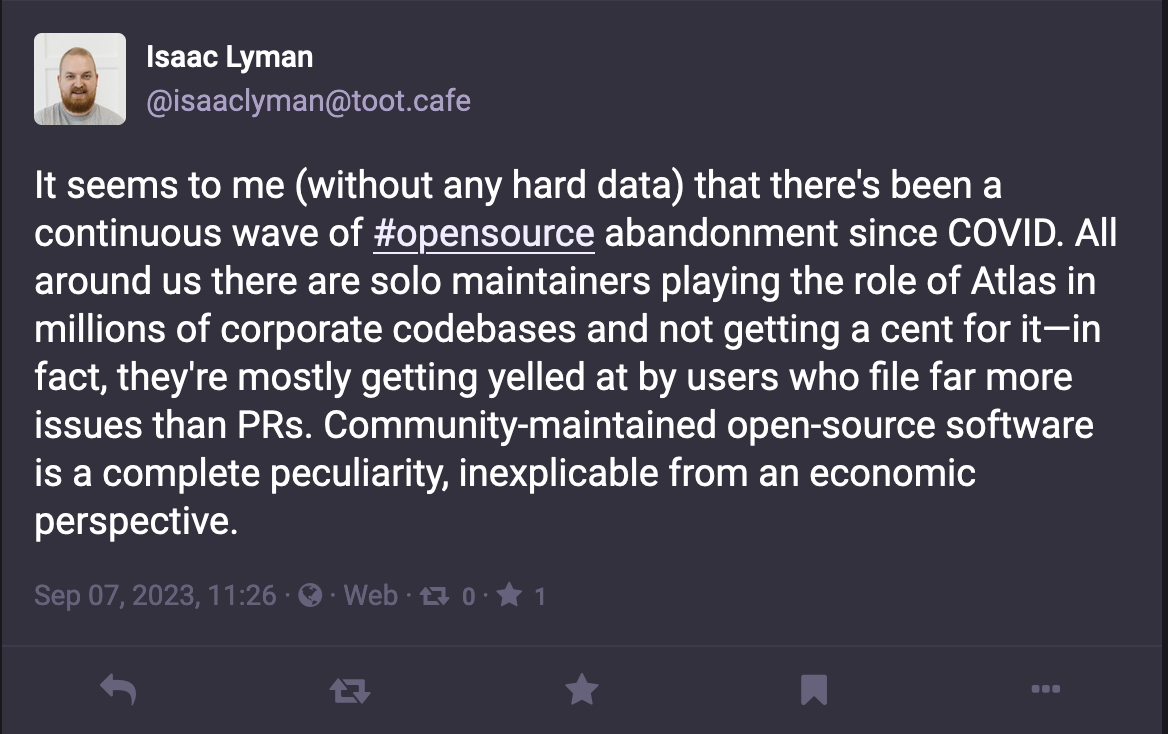 Isaac Lyman
@isaaclyman@toot.cafe
It seems to me (without any hard data) that there's been a
continuous wave of #opensource abandonment since COVID. All
around us there are solo maintainers playing the role of Atlas in
millions of corporate codebases and not getting a cent for it—in
fact, they're mostly getting yelled at by users who file far more
issues than PRs. Community-maintained open-source software
is a complete peculiarity, inexplicable from an economic
perspective.
Sep 07, 2023, 11:26 · Web · 0 · 1